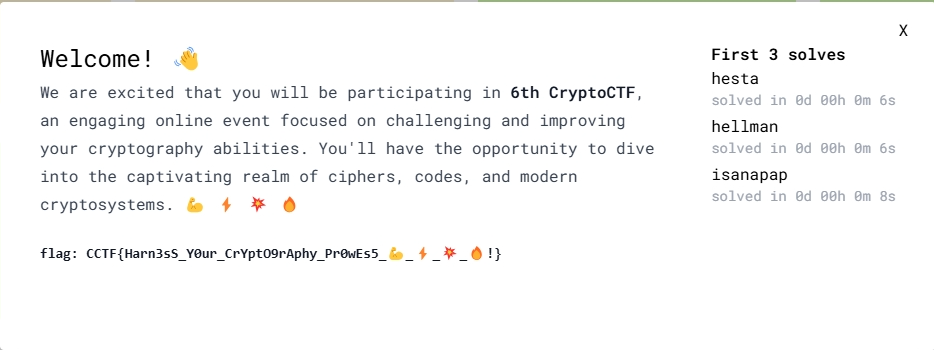 X
Welcome! 👋
We are excited that you will be participating in 6th CryptoCTF,
an engaging online event focused on challenging and improving
your cryptography abilities. You'll have the opportunity to dive
into the captivating realm of ciphers, codes, and modern
cryptosystems. 💪 ⚡ 💥 🔥
flag: CCTF{Harn3sS_Y0ur_CrYptO9rAphy_Pr0wEs5_💪_⚡_💥_🔥!}
First 3 solves
hesta
solved in 0d 00h 0m 6s
hellman
solved in 0d 00h 0m 6s
isanapap
solved in 0d 00h 0m 8s